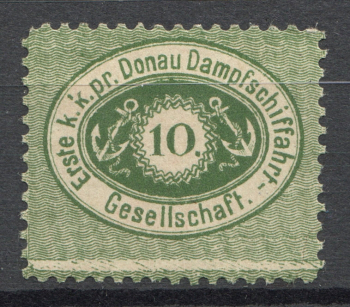 Erste k. k. pr. Donau Dampfschiffahrt-
Gesellschaft.
10.